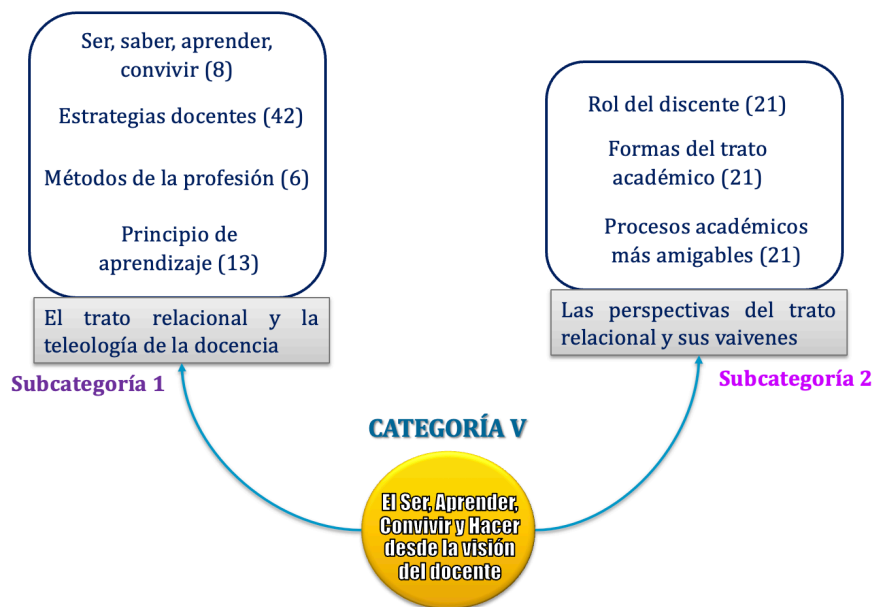 Ser, saber, aprender,
convivir (8)
Estrategias docentes (42)
Métodos de la profesión (6)
Principio de
aprendizaje (13)
El trato relacional y la
teleología de la docencia
Subcategoría 1
Rol del discente (21)
Formas del trato
académico (21)
Procesos académicos
más amigables (21)
Las perspectivas del trato
relacional y sus vaivenes
Subcategoría 2
CATEGORÍA V
El Ser, Aprender,
Convivir y Hacer
desde la visión
del docente